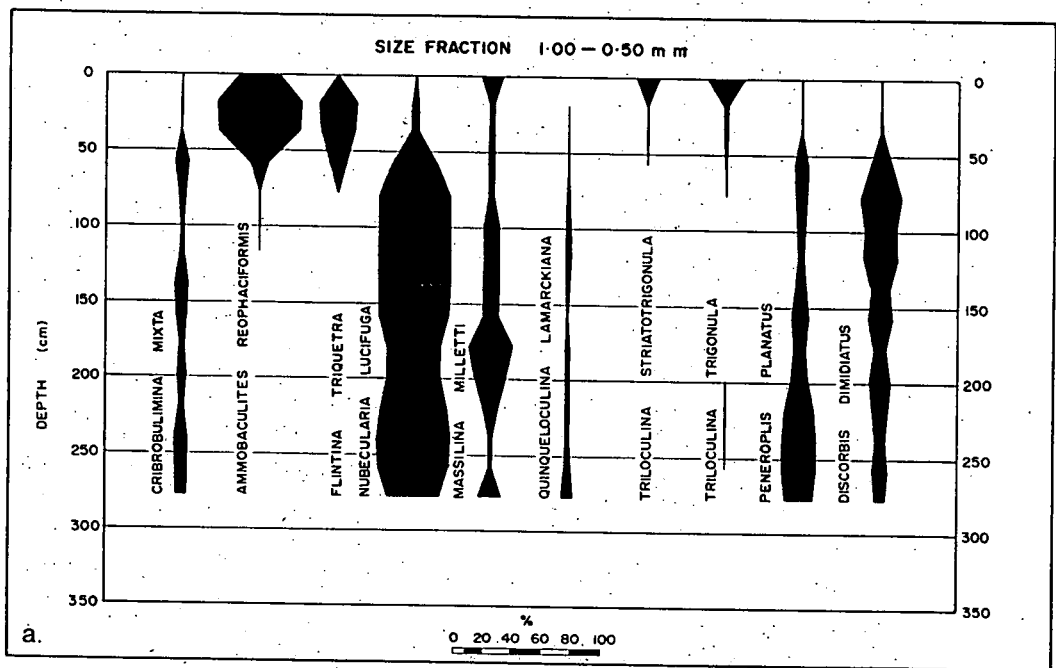 SIZE FRACTION 1·00 – 0·50 m m
0
50
100
150
200
250
300
350
DEPTH (cm)
CRIBROBULIMINA MIXTA
AMMOBACULITES REOPHACIFORMIS
FLINTINA TRIQUETRA
NUBECULARIA LUCIFUGA
MASSILINA MILLETTI
QUINQUELOCULINA LAMARCKIANA
TRILOCULINA STRIATOTRIGONULA
TRILOCULINA TRIGONULA
PENEROPLIS PLANATUS
DISCORBIS DIMIDIATUS
0
50
100
150
200
250
300
350
%
0 20 40 60 80 100
a.